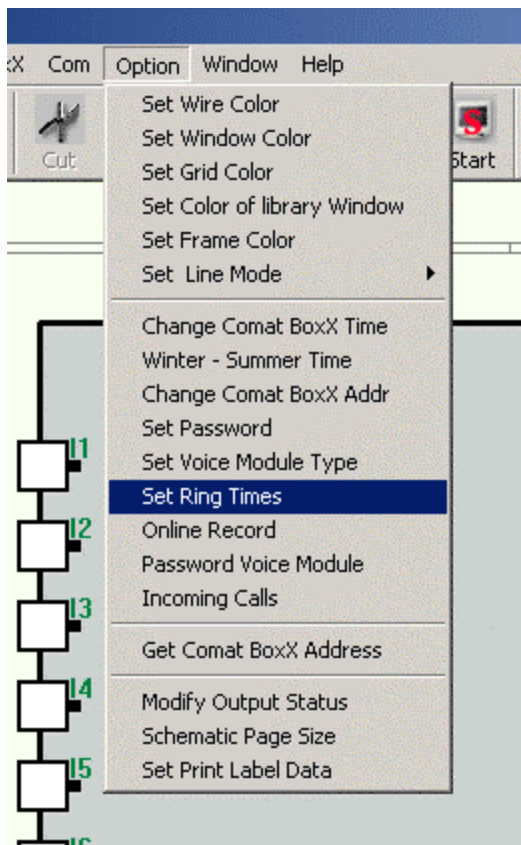 xX Com Option Window Help
Cut
Start
Set Wire Color
Set Window Color
Set Grid Color
Set Color of library Window
Set Frame Color
Set Line Mode
Change Comat BoxX Time
Winter - Summer Time
Change Comat BoxX Addr
Set Password
Set Voice Module Type
Set Ring Times
Online Record
Password Voice Module
Incoming Calls
Get Comat BoxX Address
Modify Output Status
Schematic Page Size
Set Print Label Data
I1
I2
I3
I4
I5
I6